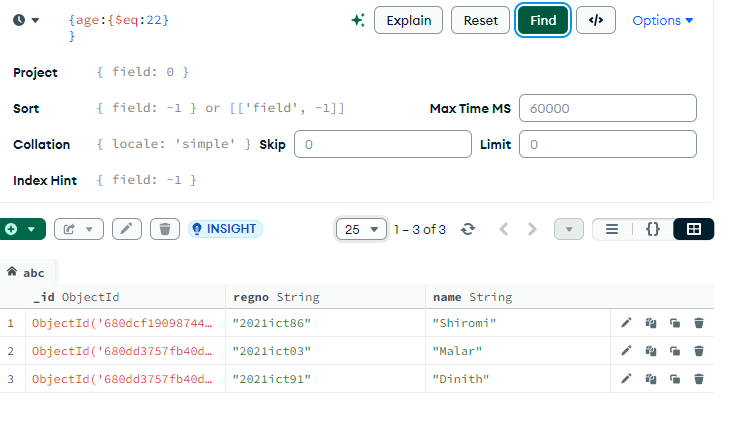 {age:{$eq:22}
}
Explain Reset Find </> Options
Project { field: 0 }
Sort { field: -1 } or [['field', -1]] Max Time MS 60000
Collation { locale: 'simple' } Skip 0 Limit 0
Index Hint { field: -1 }
INSIGHT 25 1 – 3 of 3 {}
abc
_id ObjectId regno String name String
1 ObjectId('680dcf19098744… "2021ict86" "Shiromi"
2 ObjectId('680dd3757fb40d… "2021ict03" "Malar"
3 ObjectId('680dd3757fb40d… "2021ict91" "Dinith"